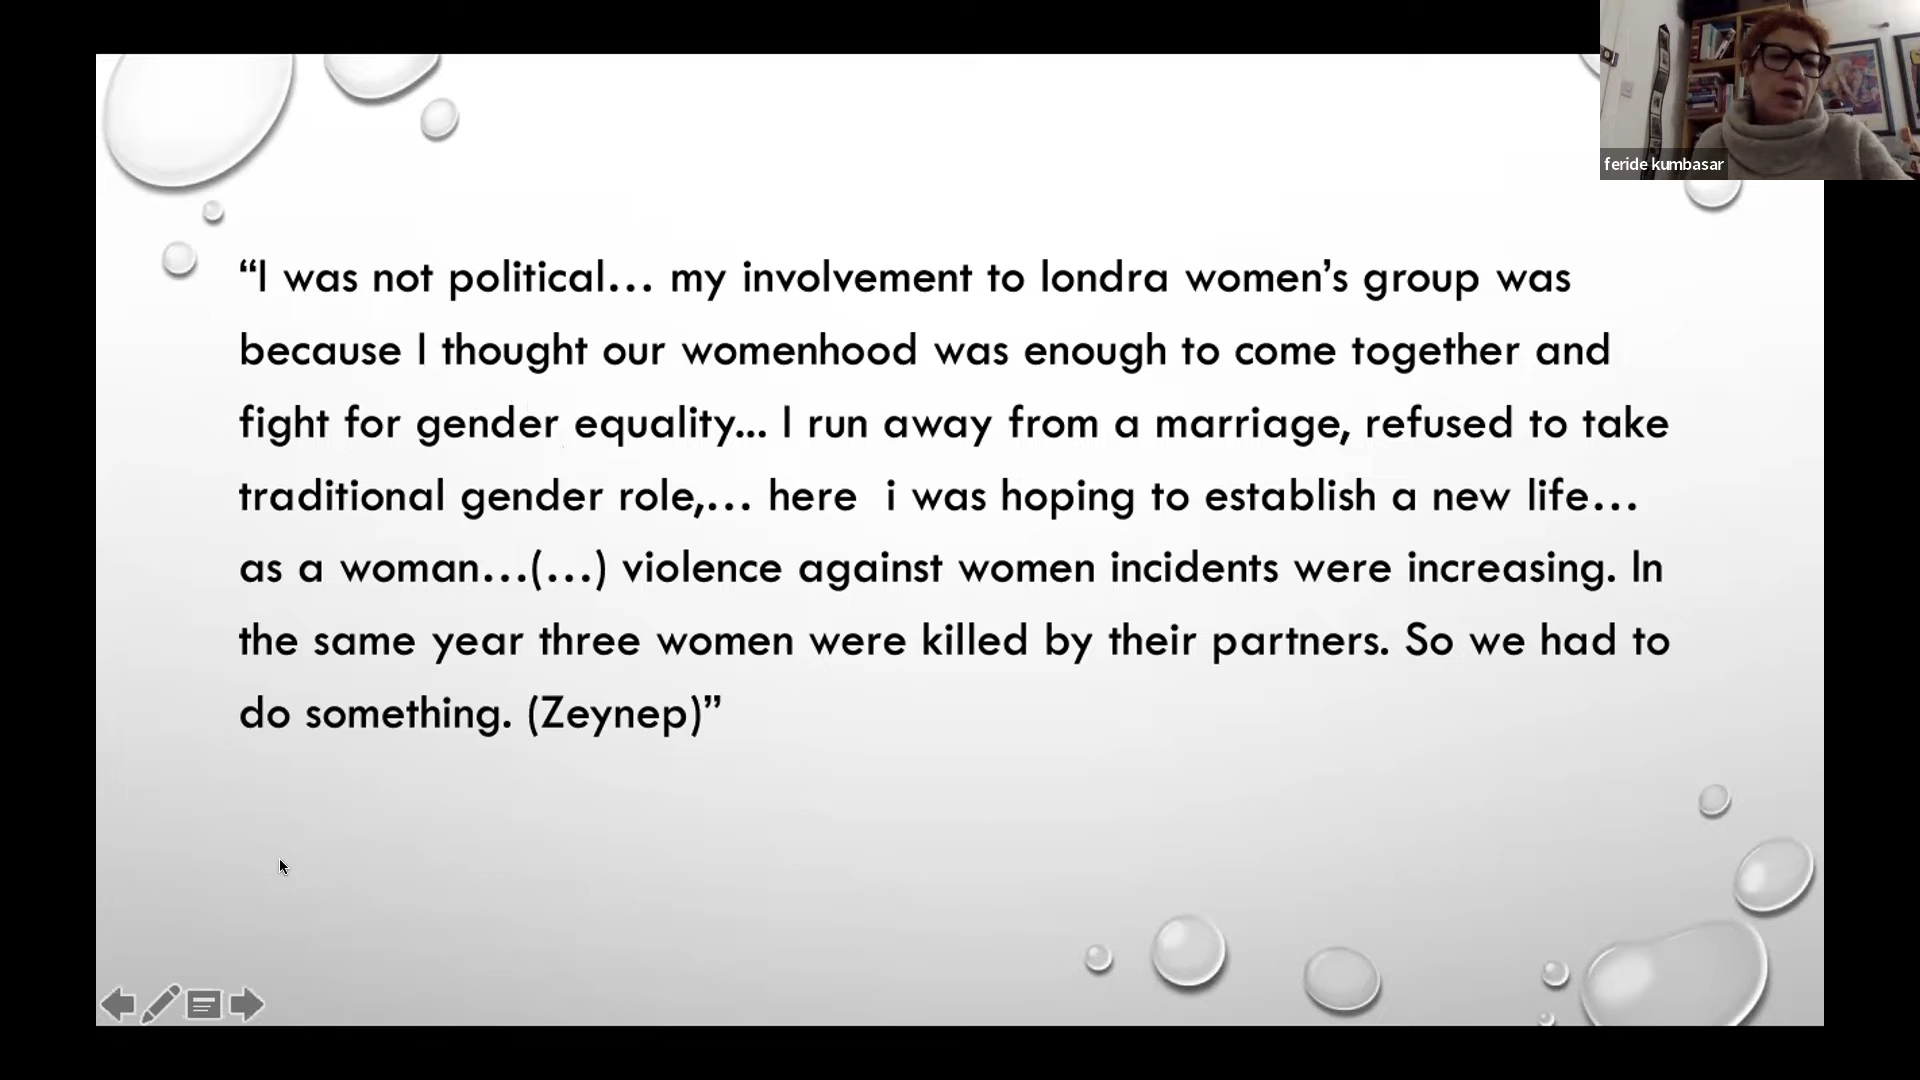 feride kumbasar
“I was not political… my involvement to londra women’s group was
because I thought our womenhood was enough to come together and
fight for gender equality... I run away from a marriage, refused to take
traditional gender role,… here  i was hoping to establish a new life…
as a woman…(…) violence against women incidents were increasing. In
the same year three women were killed by their partners. So we had to
do something. (Zeynep)”